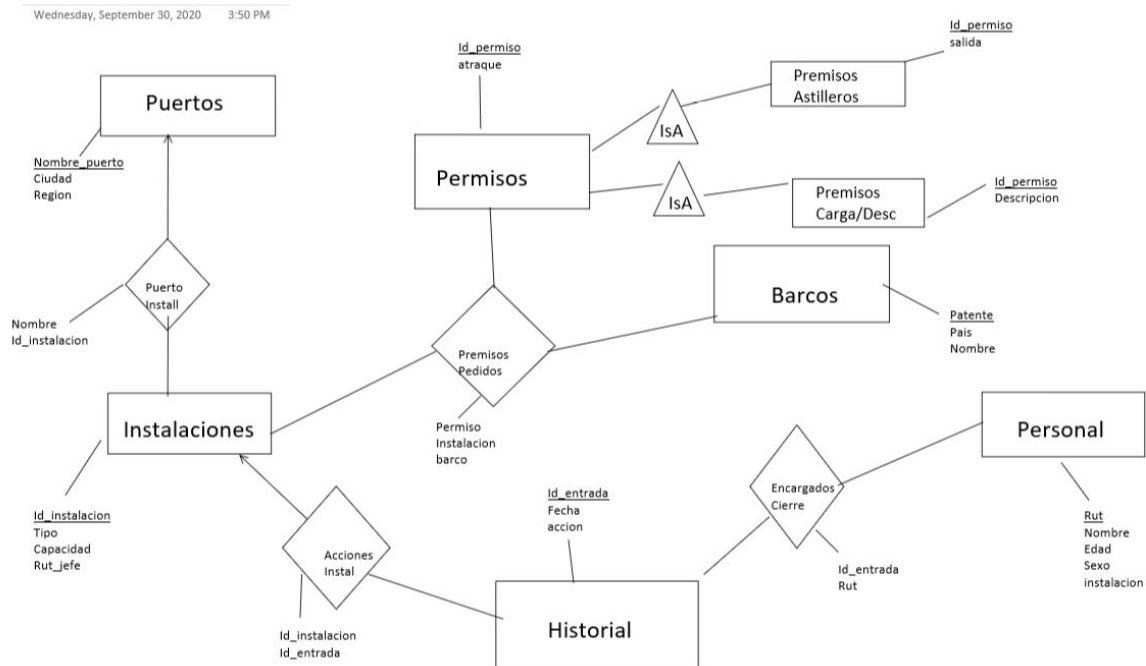 Wednesday, September 30, 2020 3:50 PM
Id_permiso
salida
Id_permiso
atraque
Premisos
Astilleros
Puertos
IsA
Nombre_puerto
Ciudad
Region
Permisos
IsA
Premisos
Carga/Desc
Id_permiso
Descripcion
Puerto
Install
Barcos
Nombre
Id_instalacion
Patente
Pais
Nombre
Premisos
Pedidos
Instalaciones
Permiso
Instalacion
barco
Personal
Encargados
Cierre
Id_entrada
Fecha
accion
Id_instalacion
Tipo
Capacidad
Rut_jefe
Rut
Nombre
Edad
Sexo
instalacion
Acciones
Instal
Id_entrada
Rut
Historial
Id_instalacion
Id_entrada